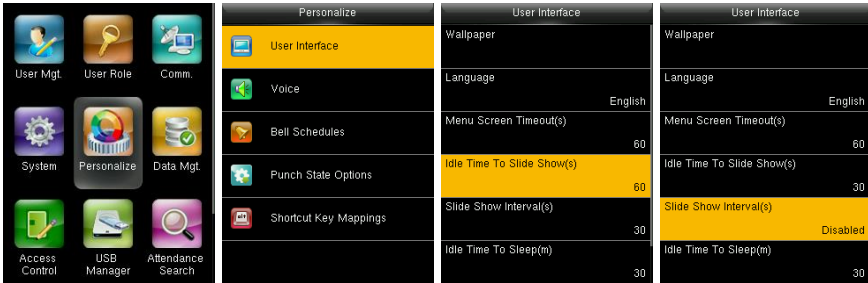 User Mgt.
User Role
Comm.
System
Personalize
Data Mgt.
Access
Control
USB
Manager
Attendance
Search
Personalize
User Interface
Voice
Bell Schedules
Punch State Options
Shortcut Key Mappings
User Interface
Wallpaper
Language
English
Menu Screen Timeout(s)
60
Idle Time To Slide Show(s)
60
Slide Show Interval(s)
30
Idle Time To Sleep(m)
30
User Interface
Wallpaper
Language
English
Menu Screen Timeout(s)
60
Idle Time To Slide Show(s)
30
Slide Show Interval(s)
Disabled
Idle Time To Sleep(m)
30